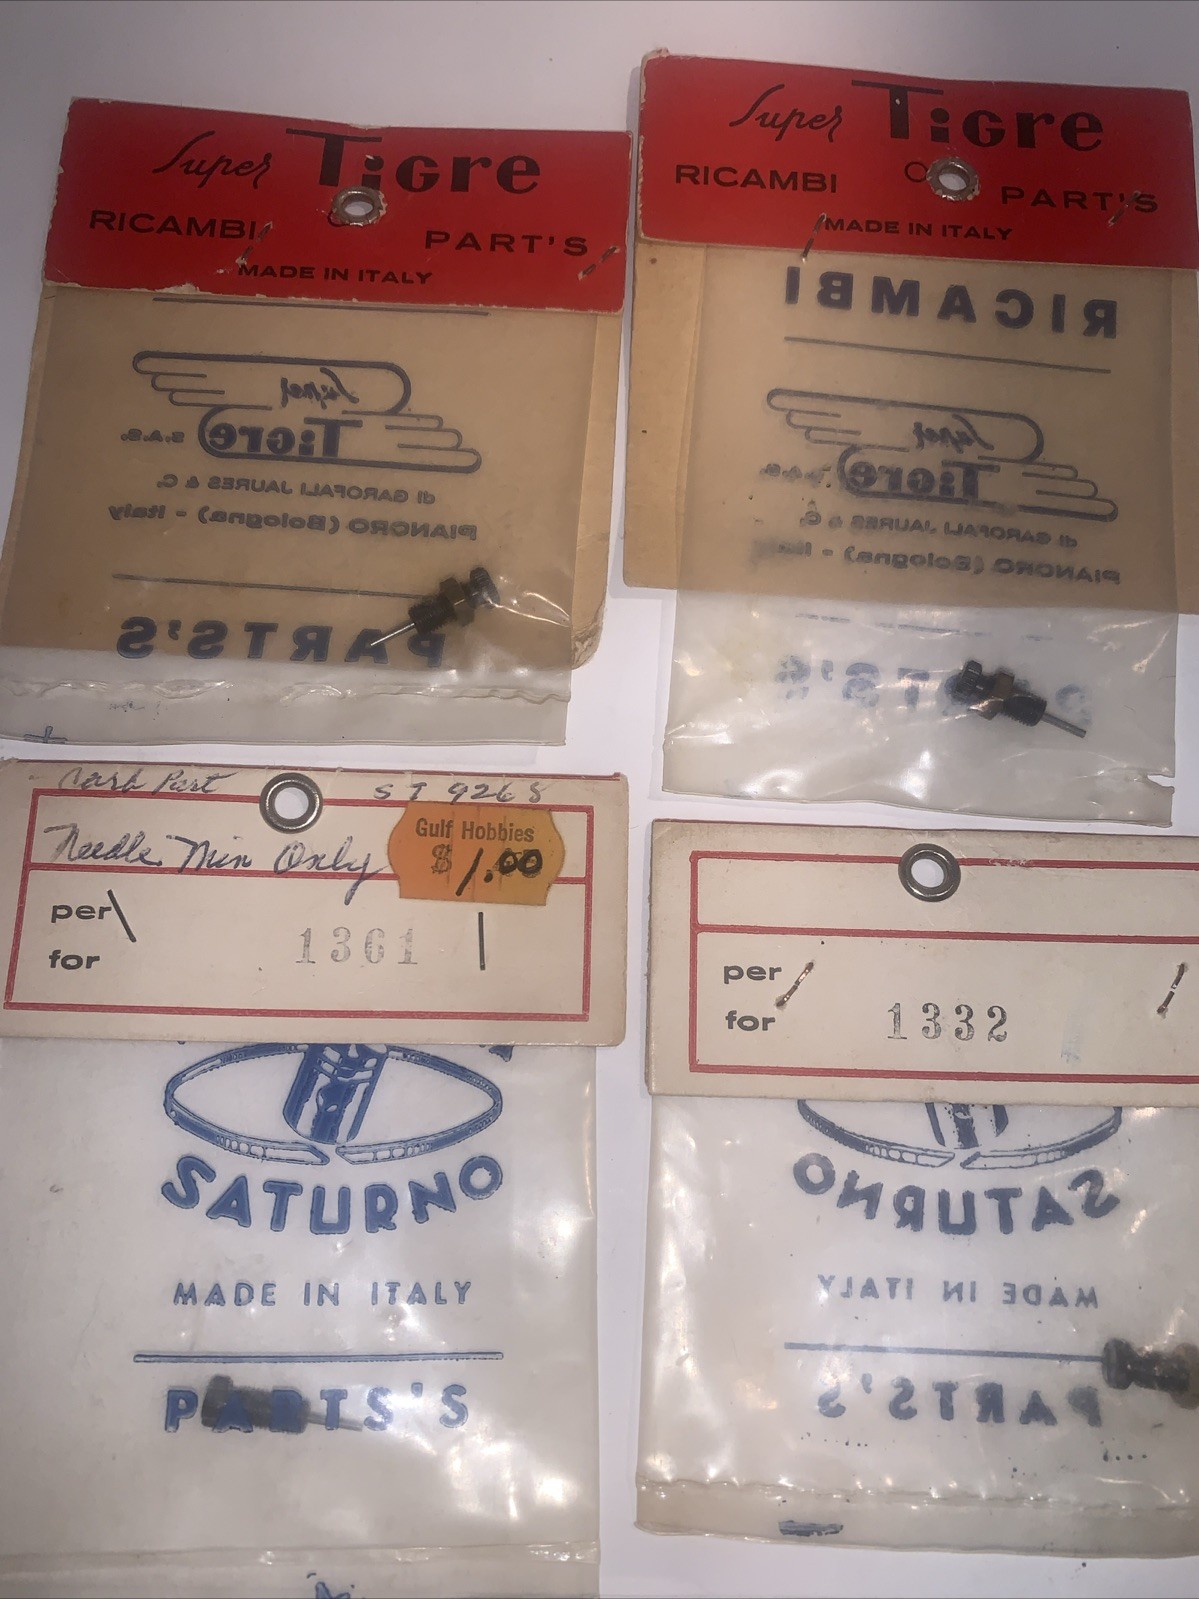 Super Tigre
RICAMBI PART'S
MADE IN ITALY
Super
Tigre S.A.S.
di GAROFALI JAURES & C.
PIANORO (Bologna) - Italy
PARTS'S
Super Tigre
RICAMBI PART'S
MADE IN ITALY
RICAMBI
Super
Tigre S.A.S.
di GAROFALI JAURES & C.
PIANORO (Bologna) - Italy
PARTS'S
Carb Part ST 9268
Needle Min Only
Gulf Hobbies
$1.00
per
for 1361
SATURNO
MADE IN ITALY
PARTS'S
per
for 1332
SATURNO
MADE IN ITALY
PARTS'S